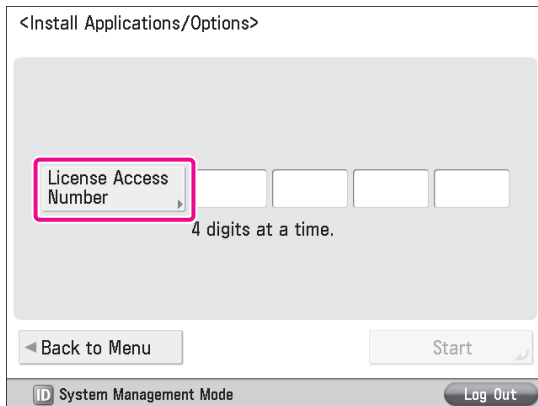 <Install Applications/Options>
License Access
Number
4 digits at a time.
Back to Menu
Start
ID System Management Mode
Log Out